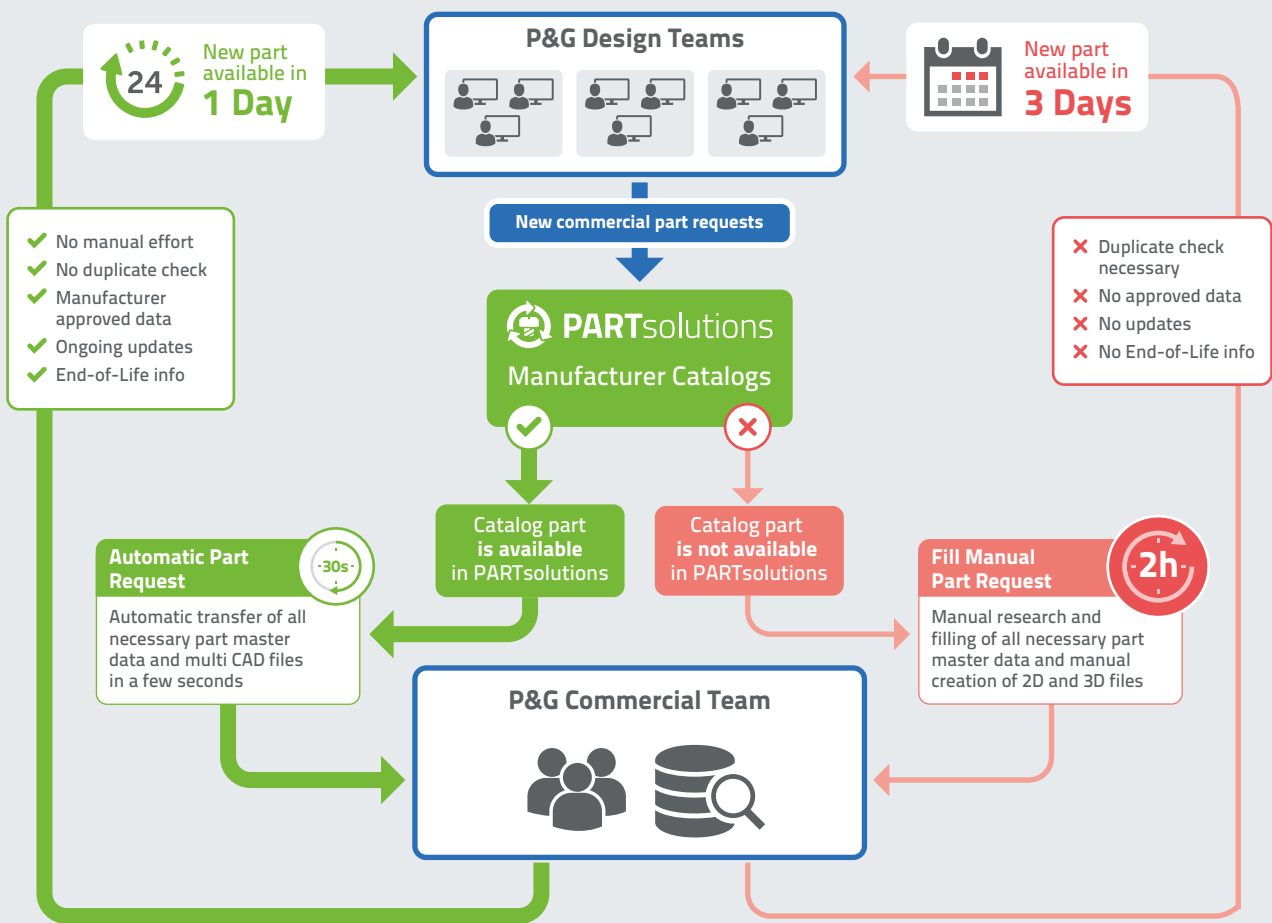 New part
available in
1 Day
24
P&G Design Teams
New part
available in
3 Days
New commercial part requests
No manual effort
No duplicate check
Manufacturer
approved data
Ongoing updates
End-of-Life info
PARTsolutions
Manufacturer Catalogs
Duplicate check
necessary
No approved data
No updates
No End-of-Life info
Catalog part
is available
in PARTsolutions
Catalog part
is not available
in PARTsolutions
Automatic Part
Request
30s
Automatic transfer of all
necessary part master
data and multi CAD files
in a few seconds
Fill Manual
Part Request
2h
Manual research and
filling of all necessary part
master data and manual
creation of 2D and 3D files
P&G Commercial Team